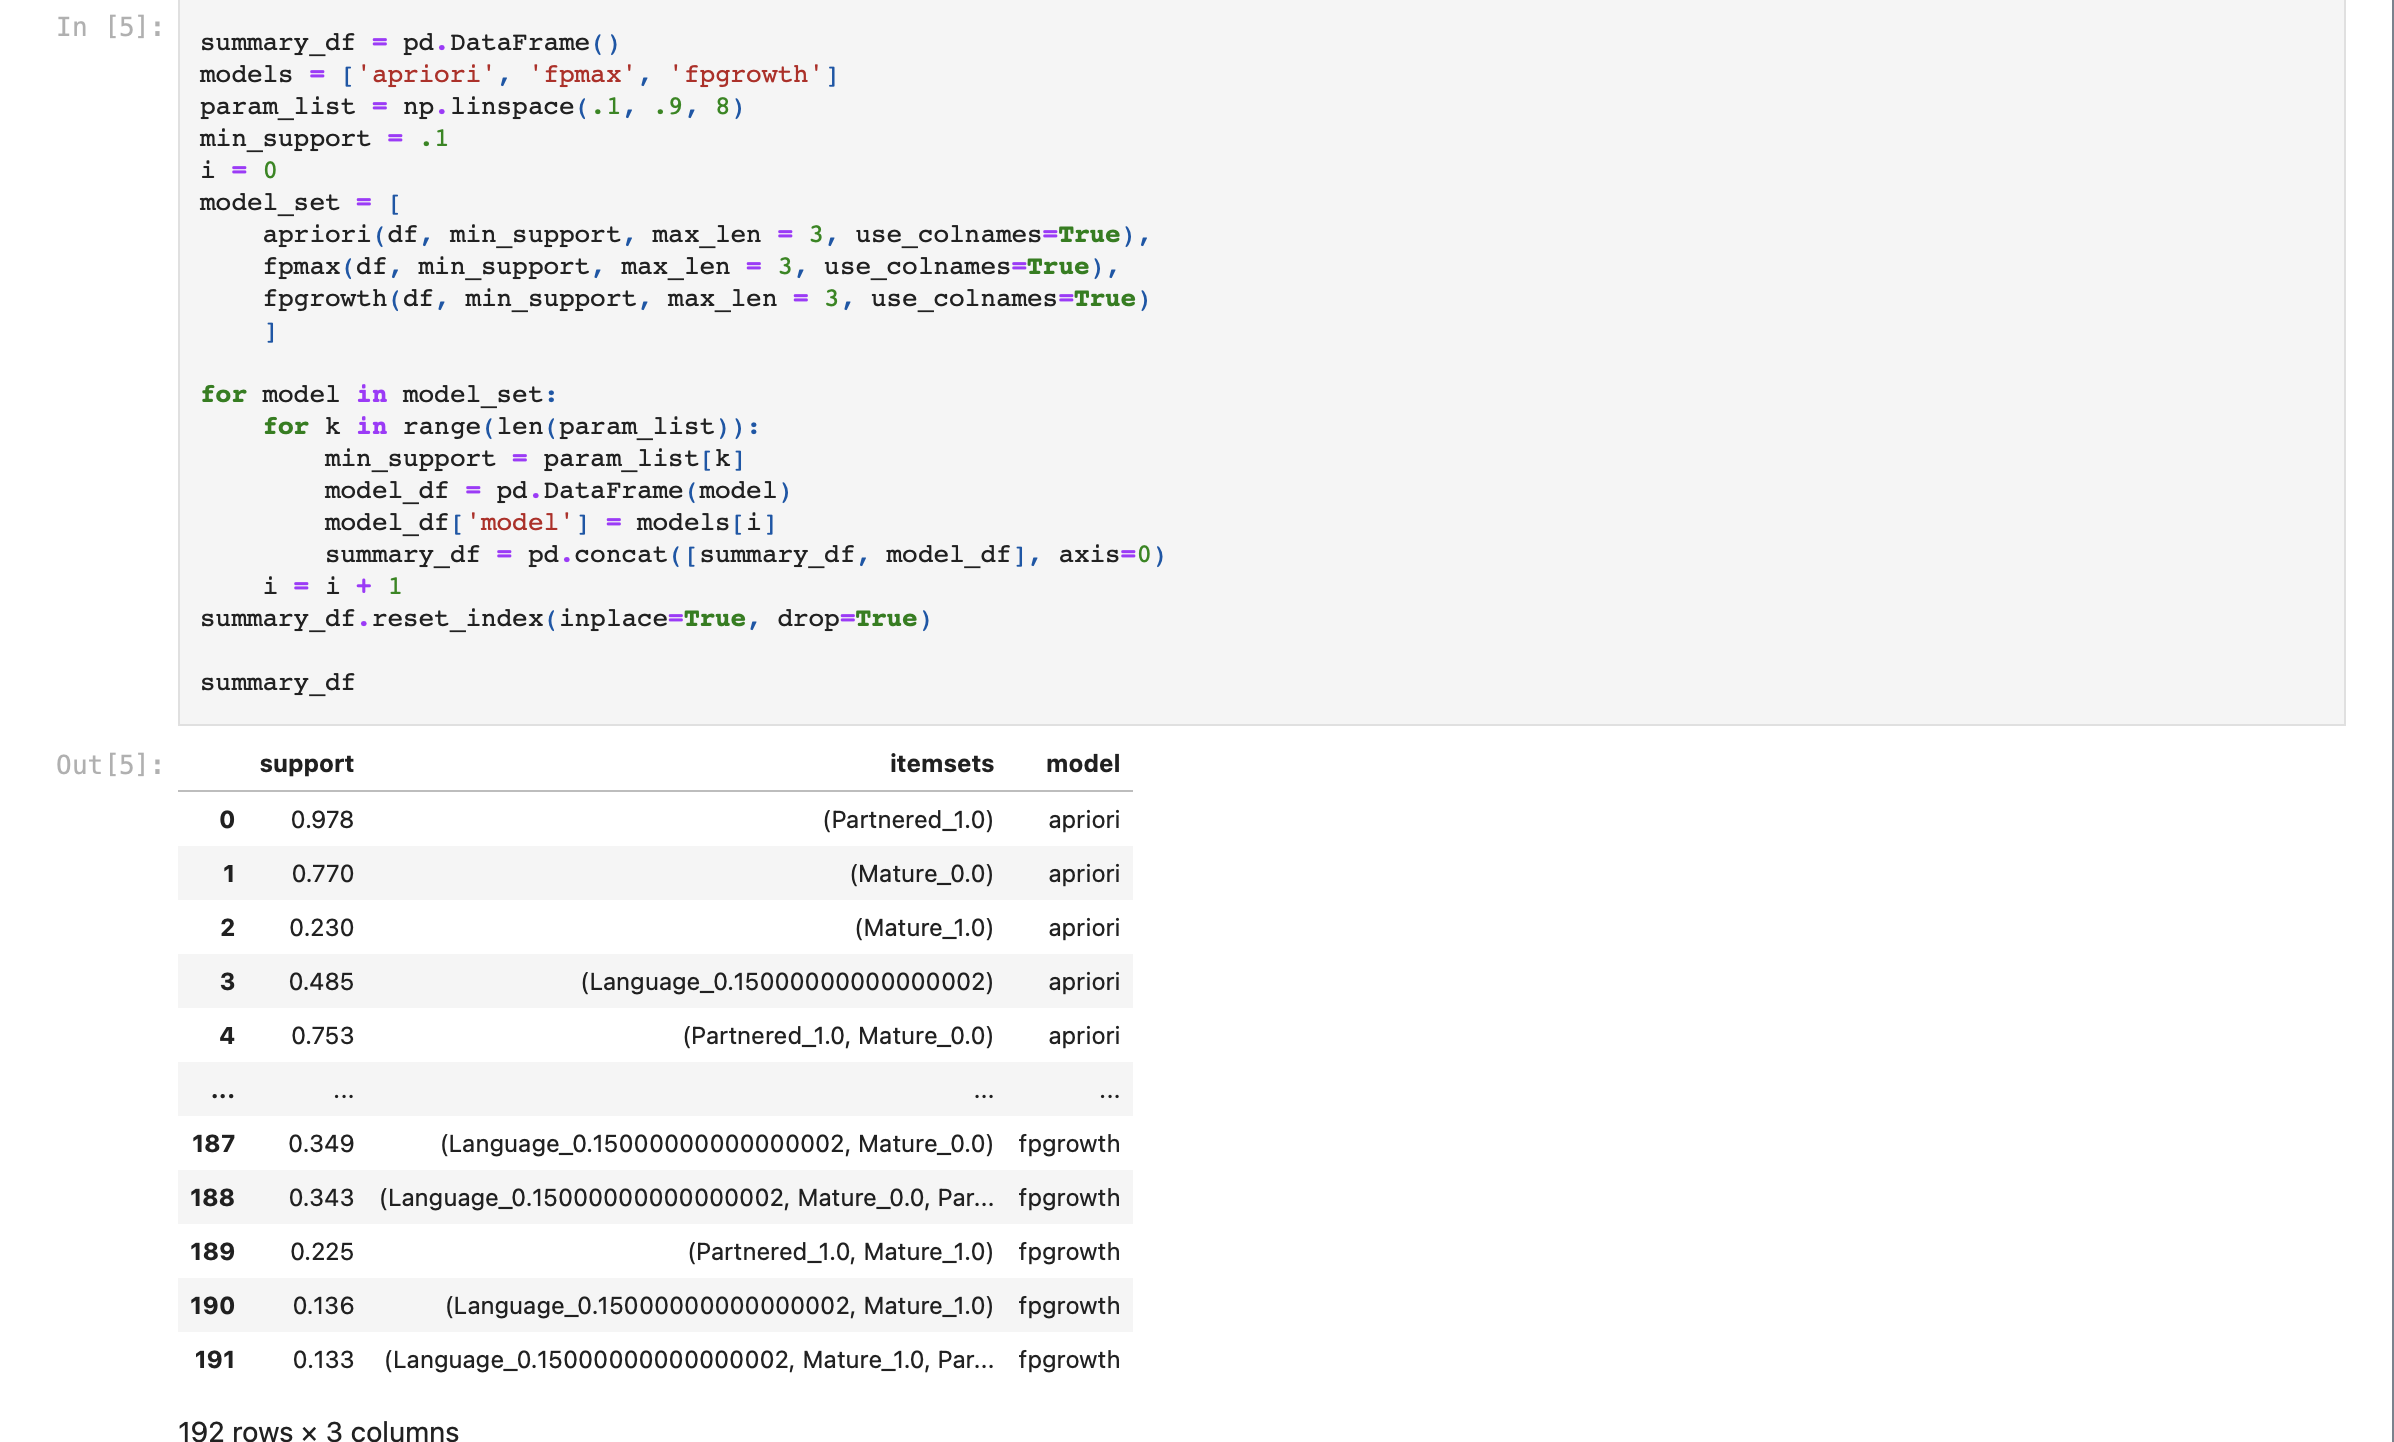 In [5]:
summary_df = pd.DataFrame()
models = ['apriori', 'fpmax', 'fpgrowth']
param_list = np.linspace(.1, .9, 8)
min_support = .1
i = 0
model_set = [
    apriori(df, min_support, max_len = 3, use_colnames=True),
    fpmax(df, min_support, max_len = 3, use_colnames=True),
    fpgrowth(df, min_support, max_len = 3, use_colnames=True)
    ]
for model in model_set:
    for k in range(len(param_list)):
        min_support = param_list[k]
        model_df = pd.DataFrame(model)
        model_df['model'] = models[i]
        summary_df = pd.concat([summary_df, model_df], axis=0)
    i = i + 1
summary_df.reset_index(inplace=True, drop=True)
summary_df
Out[5]:
support itemsets model
0 0.978 (Partnered_1.0) apriori
1 0.770 (Mature_0.0) apriori
2 0.230 (Mature_1.0) apriori
3 0.485 (Language_0.15000000000000002) apriori
4 0.753 (Partnered_1.0, Mature_0.0) apriori
... ... ... ...
187 0.349 (Language_0.15000000000000002, Mature_0.0) fpgrowth
188 0.343 (Language_0.15000000000000002, Mature_0.0, Par... fpgrowth
189 0.225 (Partnered_1.0, Mature_1.0) fpgrowth
190 0.136 (Language_0.15000000000000002, Mature_1.0) fpgrowth
191 0.133 (Language_0.15000000000000002, Mature_1.0, Par... fpgrowth
192 rows × 3 columns